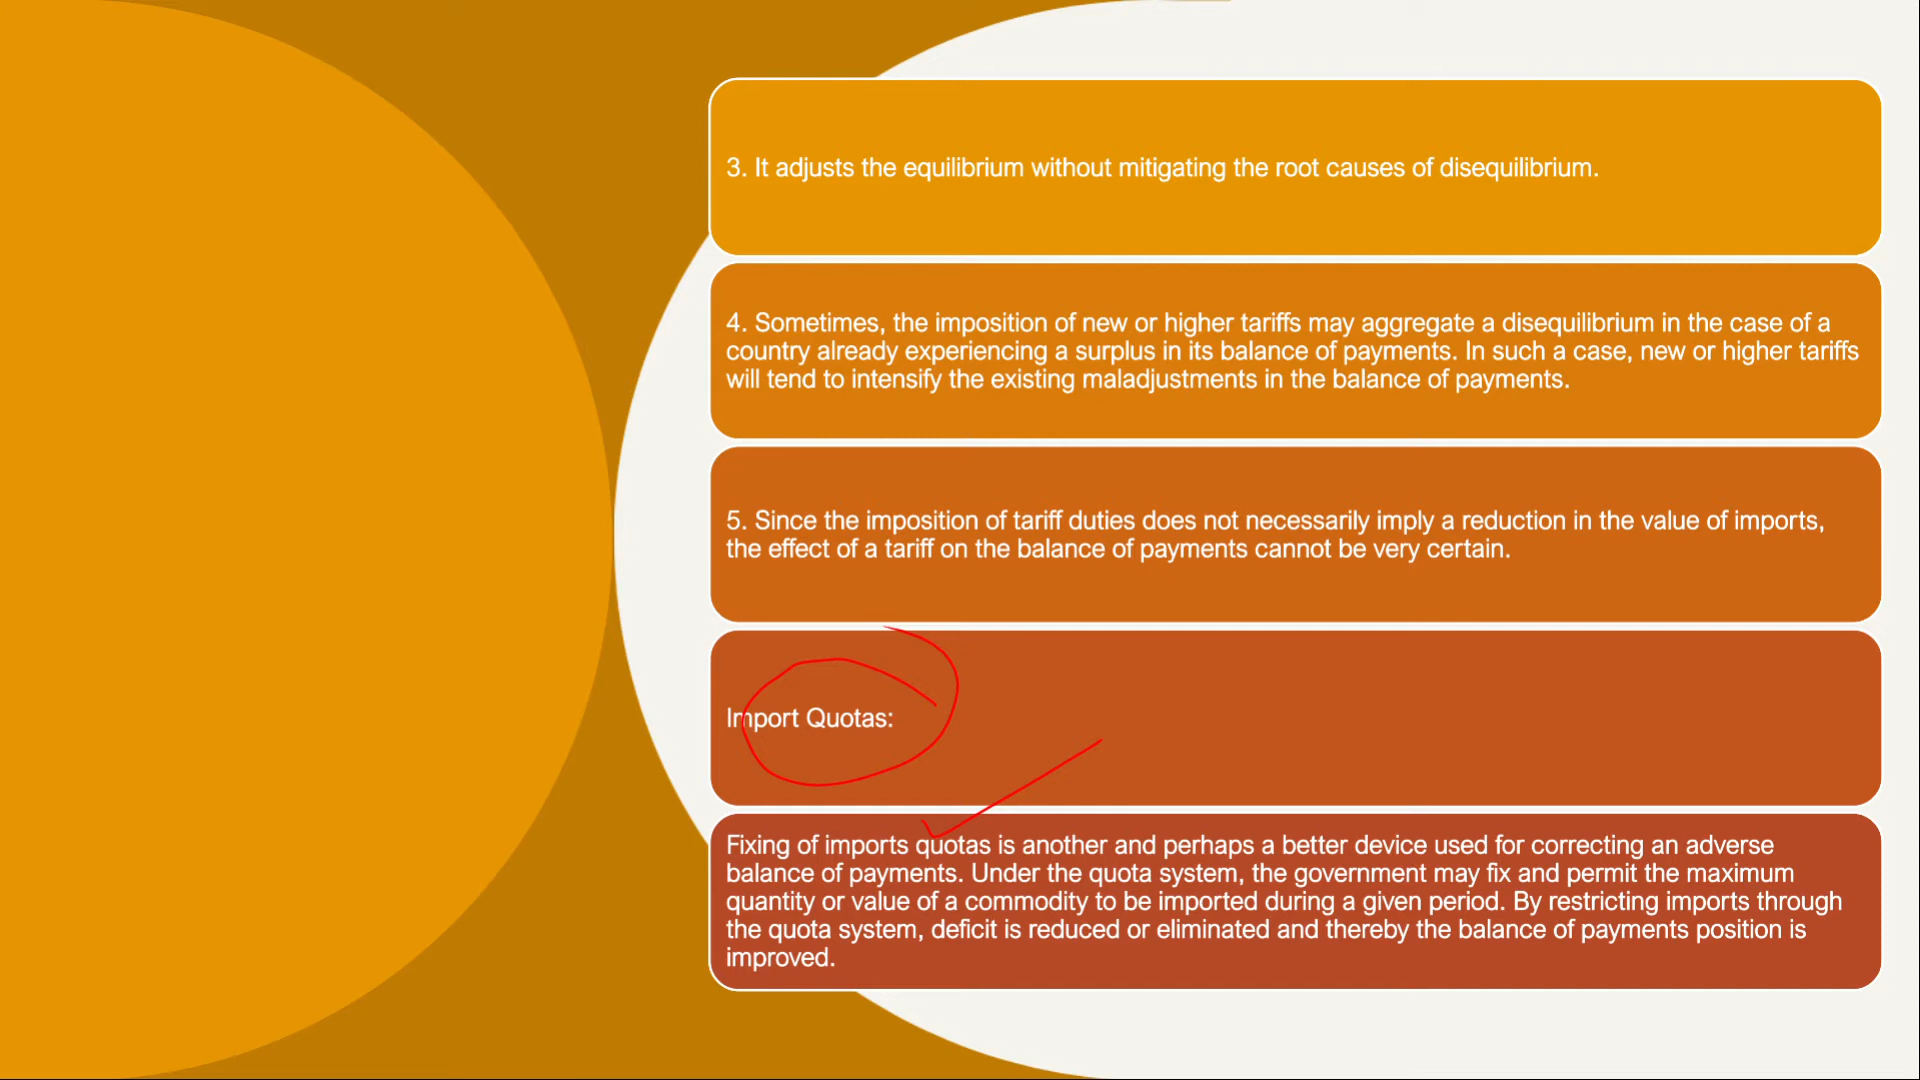 3. It adjusts the equilibrium without mitigating the root causes of disequilibrium.
4. Sometimes, the imposition of new or higher tariffs may aggregate a disequilibrium in the case of a
country already experiencing a surplus in its balance of payments. In such a case, new or higher tariffs
will tend to intensify the existing maladjustments in the balance of payments.
5. Since the imposition of tariff duties does not necessarily imply a reduction in the value of imports,
the effect of a tariff on the balance of payments cannot be very certain.
Import Quotas:
Fixing of imports quotas is another and perhaps a better device used for correcting an adverse
balance of payments. Under the quota system, the government may fix and permit the maximum
quantity or value of a commodity to be imported during a given period. By restricting imports through
the quota system, deficit is reduced or eliminated and thereby the balance of payments position is
improved.